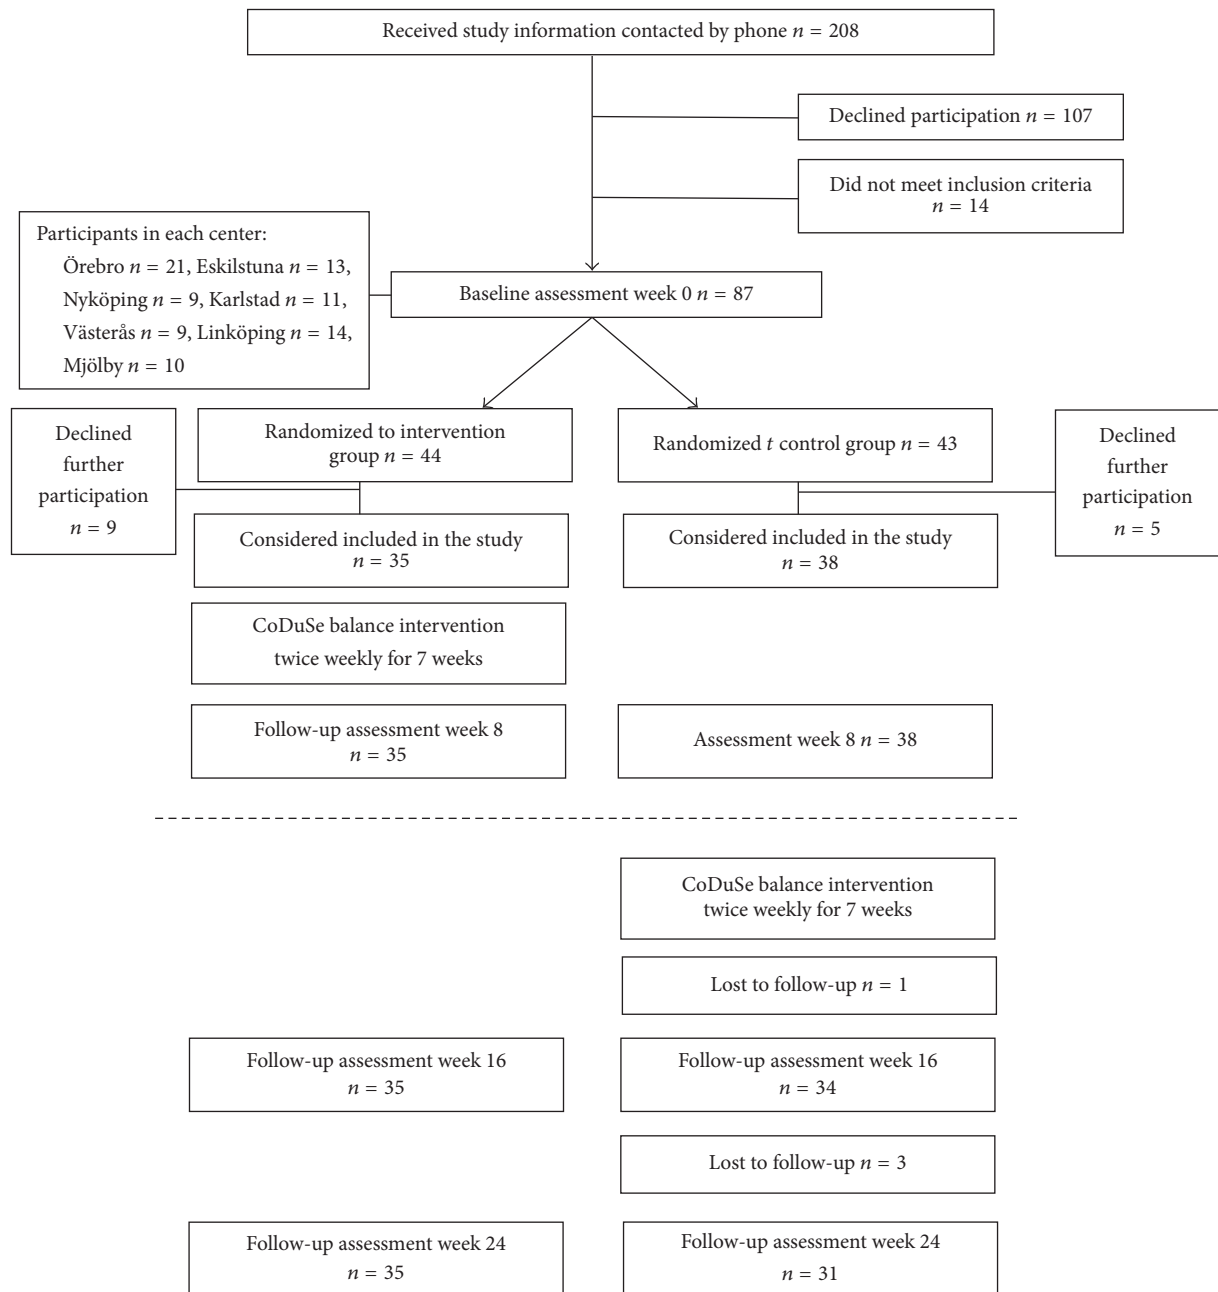 Received study information contacted by phone n = 208
Declined participation n = 107
Did not meet inclusion criteria
n = 14
Participants in each center:
Örebro n = 21, Eskilstuna n = 13,
Nyköping n = 9, Karlstad n = 11,
Västerås n = 9, Linköping n = 14,
Mjölby n = 10
Baseline assessment week 0 n = 87
Declined
further
participation
n = 9
Randomized to intervention
group n = 44
Randomized t control group n = 43
Declined
further
participation
n = 5
Considered included in the study
n = 35
Considered included in the study
n = 38
CoDuSe balance intervention
twice weekly for 7 weeks
Follow-up assessment week 8
n = 35
Assessment week 8 n = 38
CoDuSe balance intervention
twice weekly for 7 weeks
Lost to follow-up n = 1
Follow-up assessment week 16
n = 35
Follow-up assessment week 16
n = 34
Lost to follow-up n = 3
Follow-up assessment week 24
n = 35
Follow-up assessment week 24
n = 31